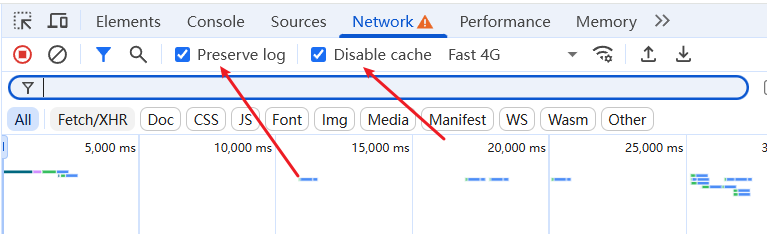 Elements Console Sources Network Performance Memory
Preserve log Disable cache Fast 4G
All Fetch/XHR Doc CSS JS Font Img Media Manifest WS Wasm Other
5,000 ms 10,000 ms 15,000 ms 20,000 ms 25,000 ms 3